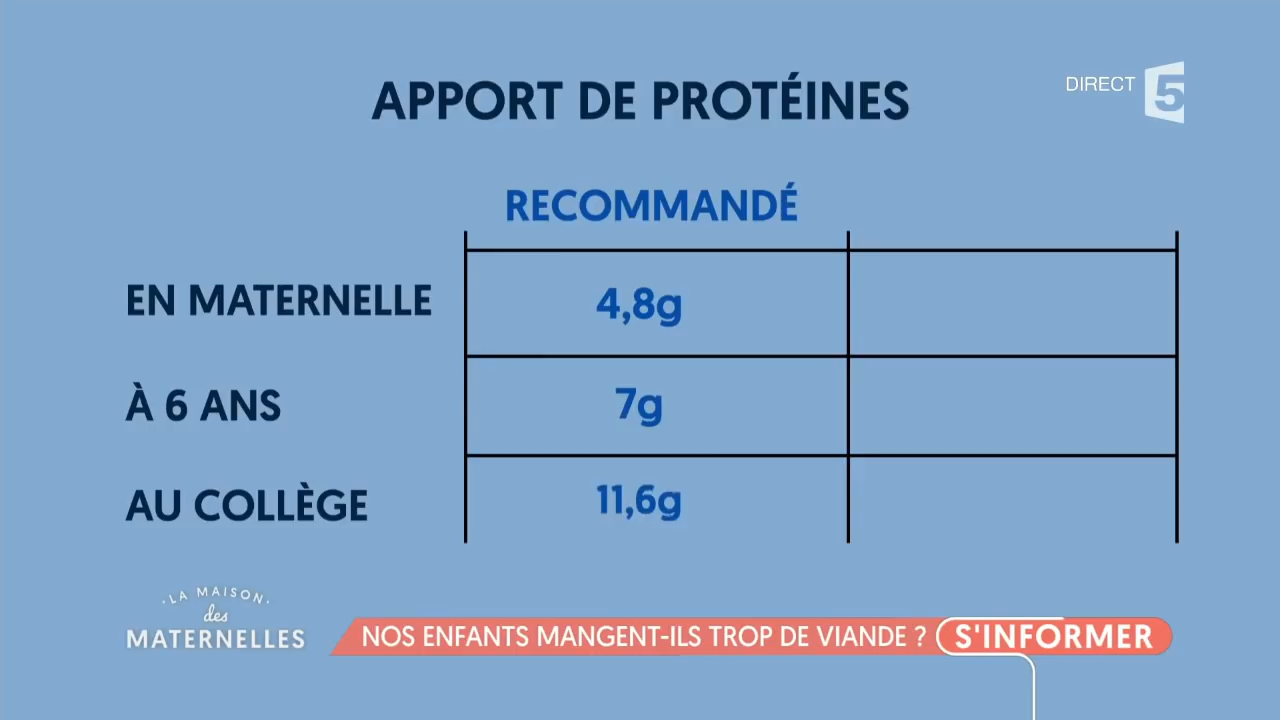 APPORT DE PROTÉINES
DIRECT 5
RECOMMANDÉ
EN MATERNELLE 4,8g
À 6 ANS 7g
AU COLLÈGE 11,6g
·LA MAISON·
des
MATERNELLES
NOS ENFANTS MANGENT-ILS TROP DE VIANDE ? S'INFORMER